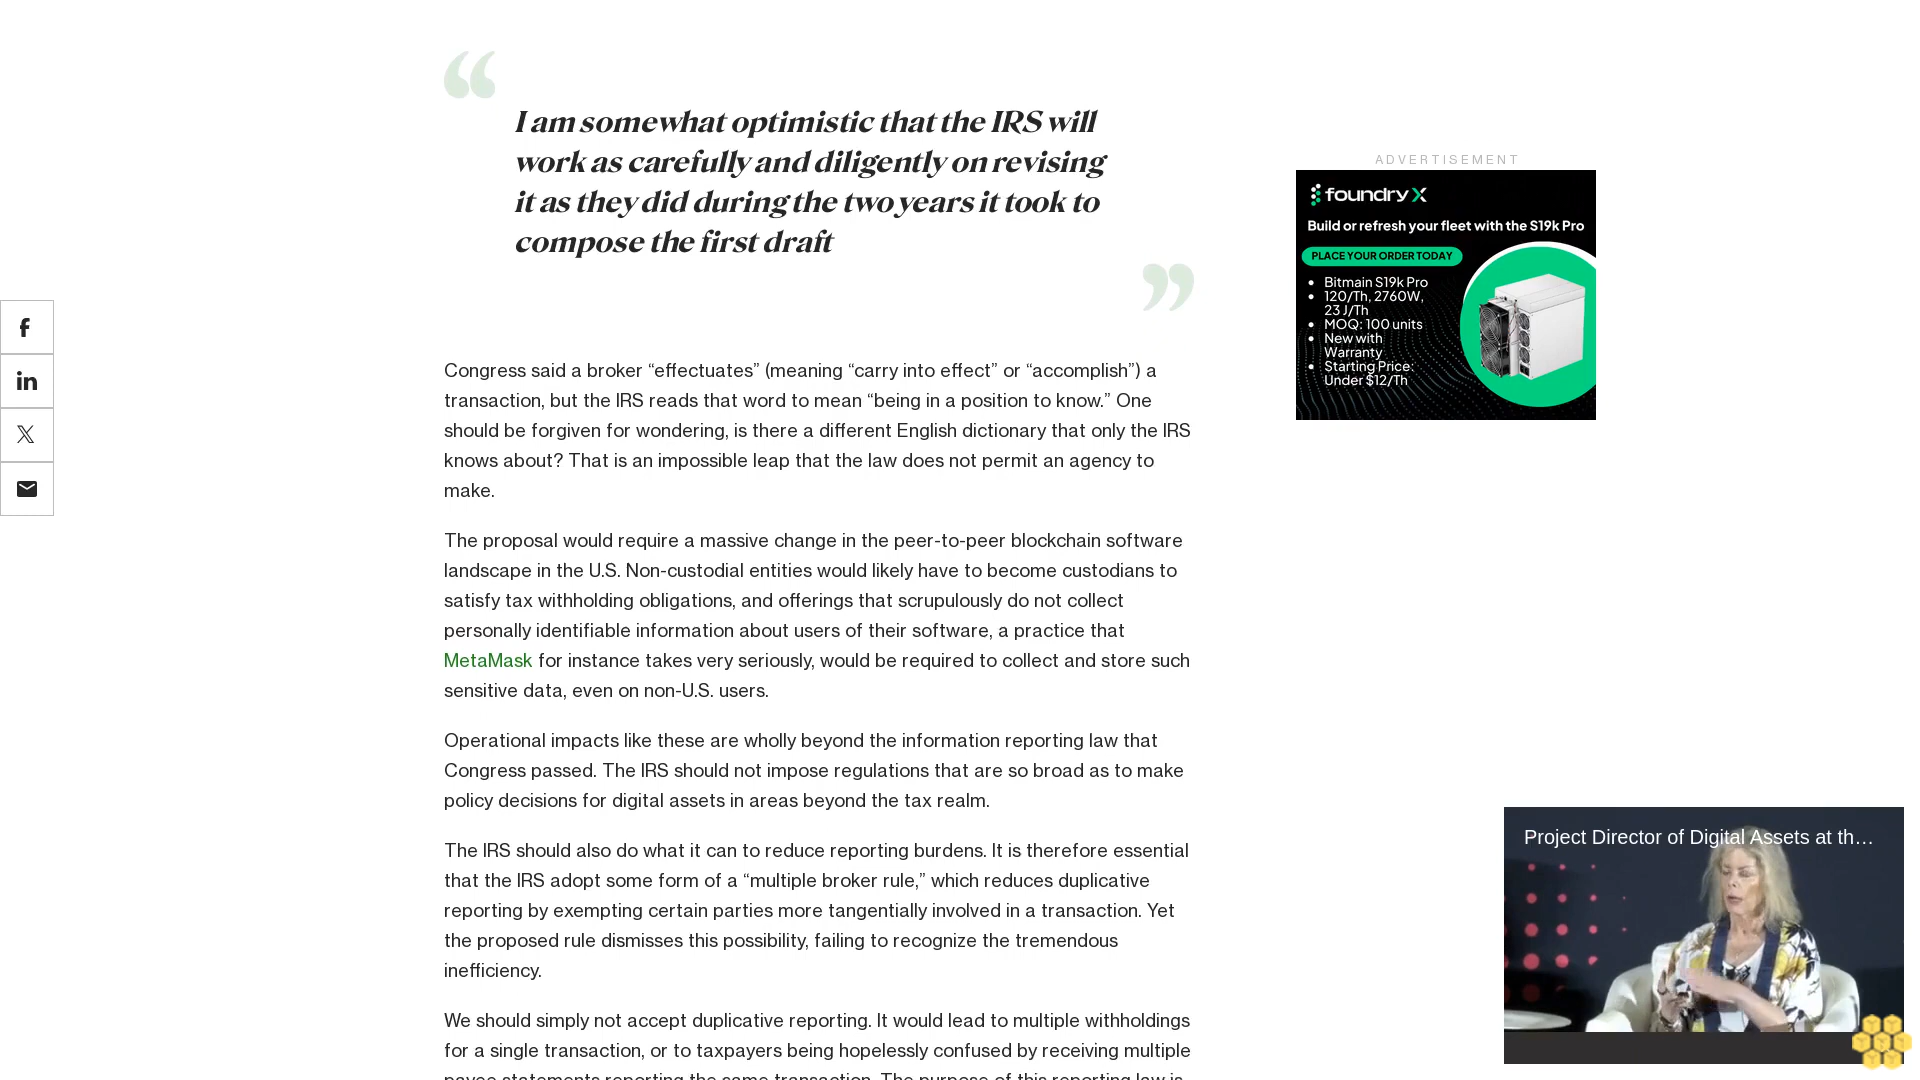 I am somewhat optimistic that the IRS will
work as carefully and diligently on revising
it as they did during the two years it took to
compose the first draft
Congress said a broker “effectuates” (meaning “carry into effect” or “accomplish”) a
transaction, but the IRS reads that word to mean “being in a position to know.” One
should be forgiven for wondering, is there a different English dictionary that only the IRS
knows about? That is an impossible leap that the law does not permit an agency to
make.
The proposal would require a massive change in the peer-to-peer blockchain software
landscape in the U.S. Non-custodial entities would likely have to become custodians to
satisfy tax withholding obligations, and offerings that scrupulously do not collect
personally identifiable information about users of their software, a practice that
MetaMask for instance takes very seriously, would be required to collect and store such
sensitive data, even on non-U.S. users.
Operational impacts like these are wholly beyond the information reporting law that
Congress passed. The IRS should not impose regulations that are so broad as to make
policy decisions for digital assets in areas beyond the tax realm.
The IRS should also do what it can to reduce reporting burdens. It is therefore essential
that the IRS adopt some form of a “multiple broker rule,” which reduces duplicative
reporting by exempting certain parties more tangentially involved in a transaction. Yet
the proposed rule dismisses this possibility, failing to recognize the tremendous
inefficiency.
We should simply not accept duplicative reporting. It would lead to multiple withholdings
for a single transaction, or to taxpayers being hopelessly confused by receiving multiple
payee statements reporting the same transaction. The purpose of this reporting law is
ADVERTISEMENT
foundry X
Build or refresh your fleet with the S19k Pro
PLACE YOUR ORDER TODAY
• Bitmain S19k Pro
• 120/Th, 2760W,
23 J/Th
• MOQ: 100 units
• New with
Warranty
• Starting Price:
Under $12/Th
Project Director of Digital Assets at th…